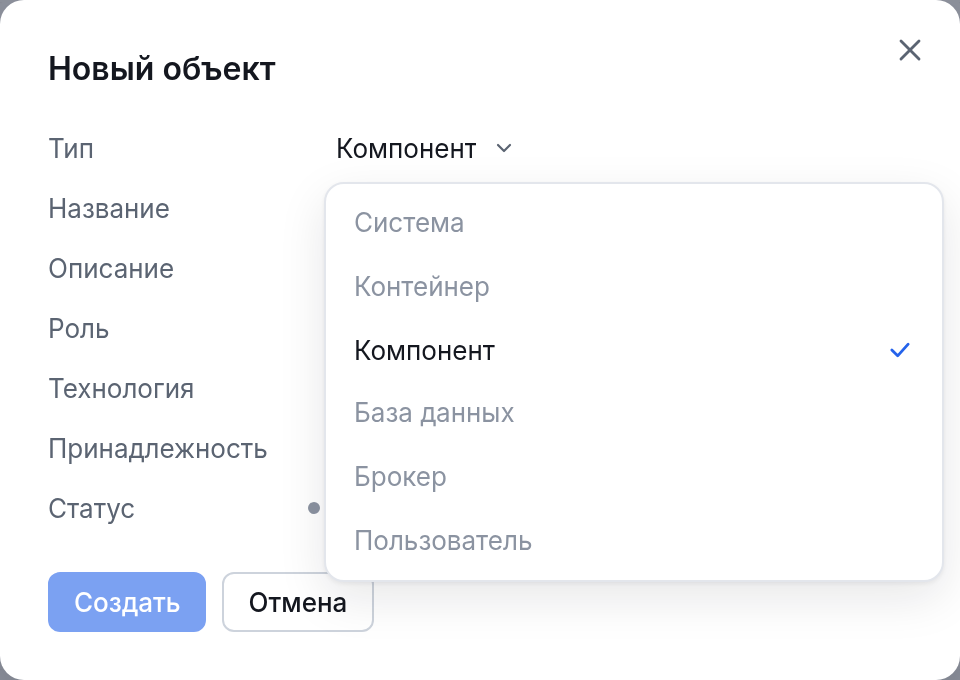 Новый объект
Тип
Компонент
Название
Описание
Роль
Технология
Принадлежность
Статус
Система
Контейнер
Компонент
База данных
Брокер
Пользователь
Создать
Отмена